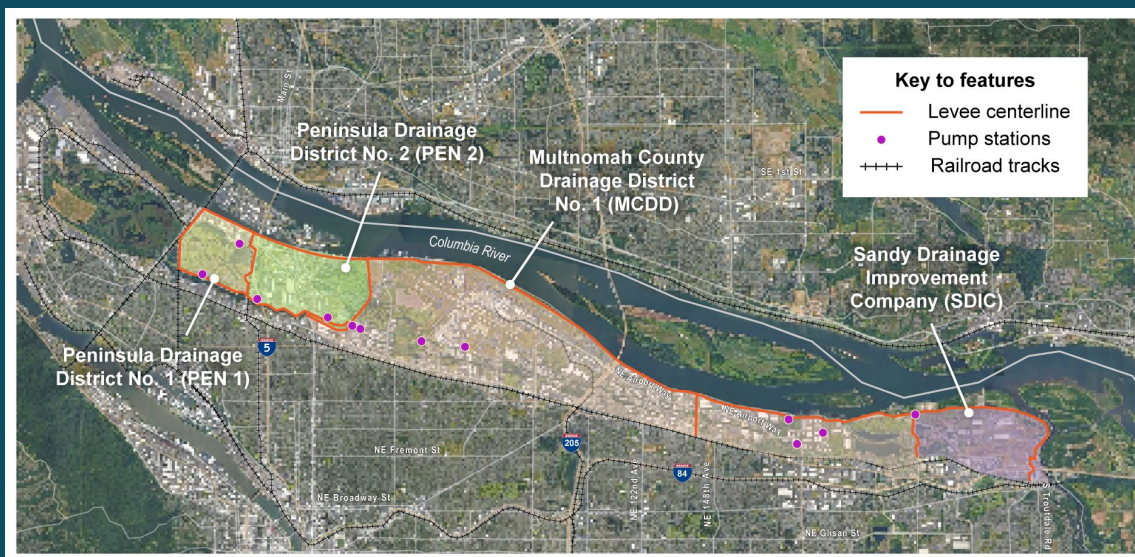 Key to features
Levee centerline
Pump stations
Railroad tracks
Main St
Peninsula Drainage
District No. 2 (PEN 2)
Multnomah County
Drainage District
No. 1 (MCDD)
SE 1st St
Columbia River
Sandy Drainage
Improvement
Company (SDIC)
Peninsula Drainage
District No. 1 (PEN 1)
5
NE Airport Way
NE Airport Way
205
84
NE Fremont St
NE Broadway St
NE 122nd Ave
NE 148th Ave
NE Glisan St
S Troutdale Rd